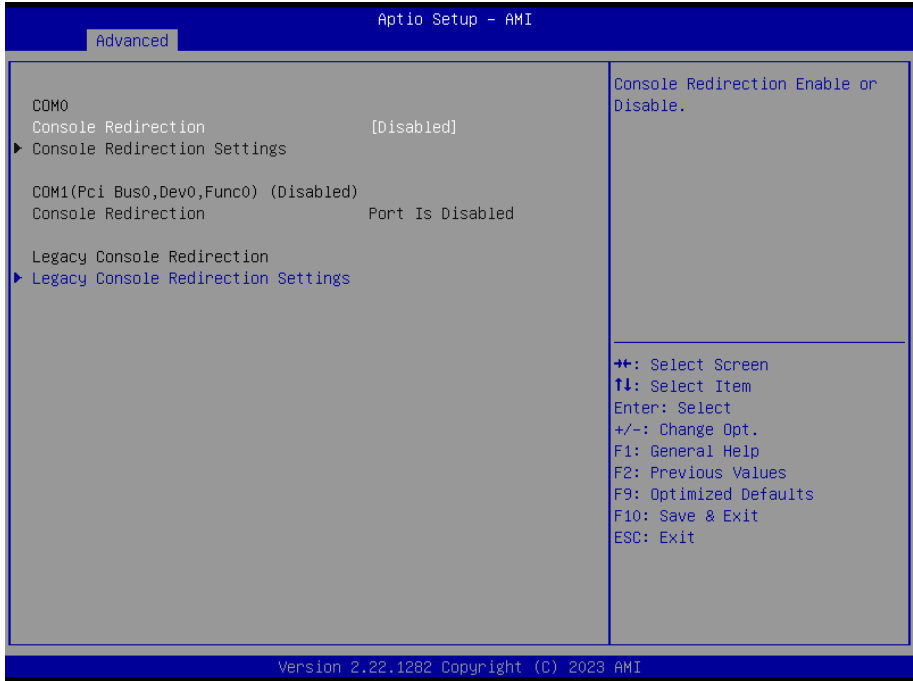 Aptio Setup – AMI
Advanced
COM0
Console Redirection [Disabled]
Console Redirection Settings
COM1(Pci Bus0,Dev0,Func0) (Disabled)
Console Redirection Port Is Disabled
Legacy Console Redirection
Legacy Console Redirection Settings
Console Redirection Enable or
Disable.
→←: Select Screen
↑↓: Select Item
Enter: Select
+/-: Change Opt.
F1: General Help
F2: Previous Values
F9: Optimized Defaults
F10: Save & Exit
ESC: Exit
Version 2.22.1282 Copyright (C) 2023 AMI